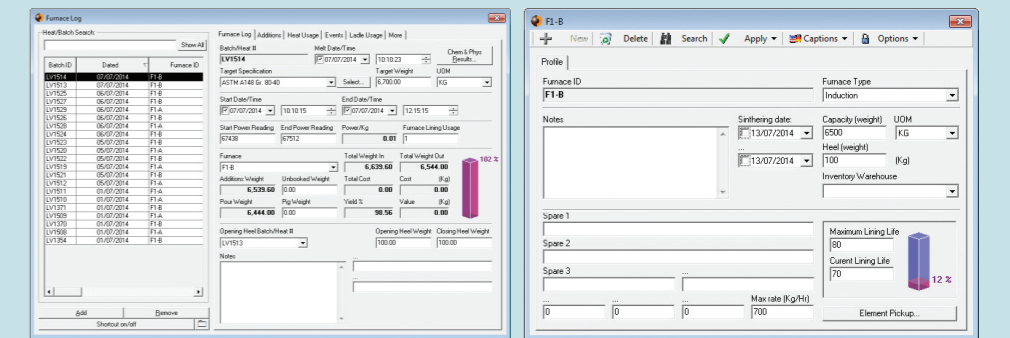 Furnace Log
Heat/Batch Search:
Show All
Batch ID Dated Furnace ID
LV1514 07/07/2014 F1-B
LV1513 07/07/2014 F1-B
LV1525 06/07/2014 F1-B
LV1527 06/07/2014 F1-B
LV1529 06/07/2014 F1-A
LV1526 06/07/2014 F1-B
LV1528 06/07/2014 F1-A
LV1524 06/07/2014 F1-A
LV1523 06/07/2014 F1-B
LV1520 05/07/2014 F1-A
LV1522 05/07/2014 F1-B
LV1519 05/07/2014 F1-A
LV1521 05/07/2014 F1-B
LV1512 01/07/2014 F1-A
LV1511 01/07/2014 F1-B
LV1510 01/07/2014 F1-A
LV1371 01/07/2014 F1-B
LV1509 01/07/2014 F1-A
LV1370 01/07/2014 F1-B
LV1508 01/07/2014 F1-A
LV1354 01/07/2014 F1-B
Add Remove
Shortcut on/off
Furnace Log Additions Heat Usage Events Ladle Usage More
Batch/Heat # Melt Date/Time
LV1514 07/07/2014 10:10:23
Chem & Phys
Results...
Target Specification Target Weight UOM
ASTM A148 Gr. 80-40 Select... 6,700.00 KG
Start Date/Time End Date/Time
07/07/2014 10:10:15 07/07/2014 12:15:15
Start Power Reading End Power Reading Power/Kg Furnace Lining Usage
67438 67512 0.01 1
Furnace Total Weight In Total Weight Out
F1-B 6,639.60 6,544.00
102 %
Additions Weight Unbooked Weight Total Cost Cost (Kg)
6,539.60 0.00 0.00 0.00
Pour Weight Pig Weight Yield % Value (Kg)
6,444.00 0.00 98.56 0.00
Opening Heel Batch/Heat # Opening Heel Weight Closing Heel Weight
LV1513 100.00 100.00
Notes ...
...
F1-B
New Delete Search Apply Captions Options
Profile
Furnace ID Furnace Type
F1-B Induction
Notes Sinthering date: Capacity (weight) UOM
13/07/2014 6500 KG
... Heel (weight)
13/07/2014 100 (Kg)
Inventory Warehouse
Spare 1
Spare 2
Spare 3 ...
... ... ... Max rate (Kg/Hr)
0 0 0 700
Maximum Lining Life
80
Curent Lining Life
70
12 %
Element Pickup...